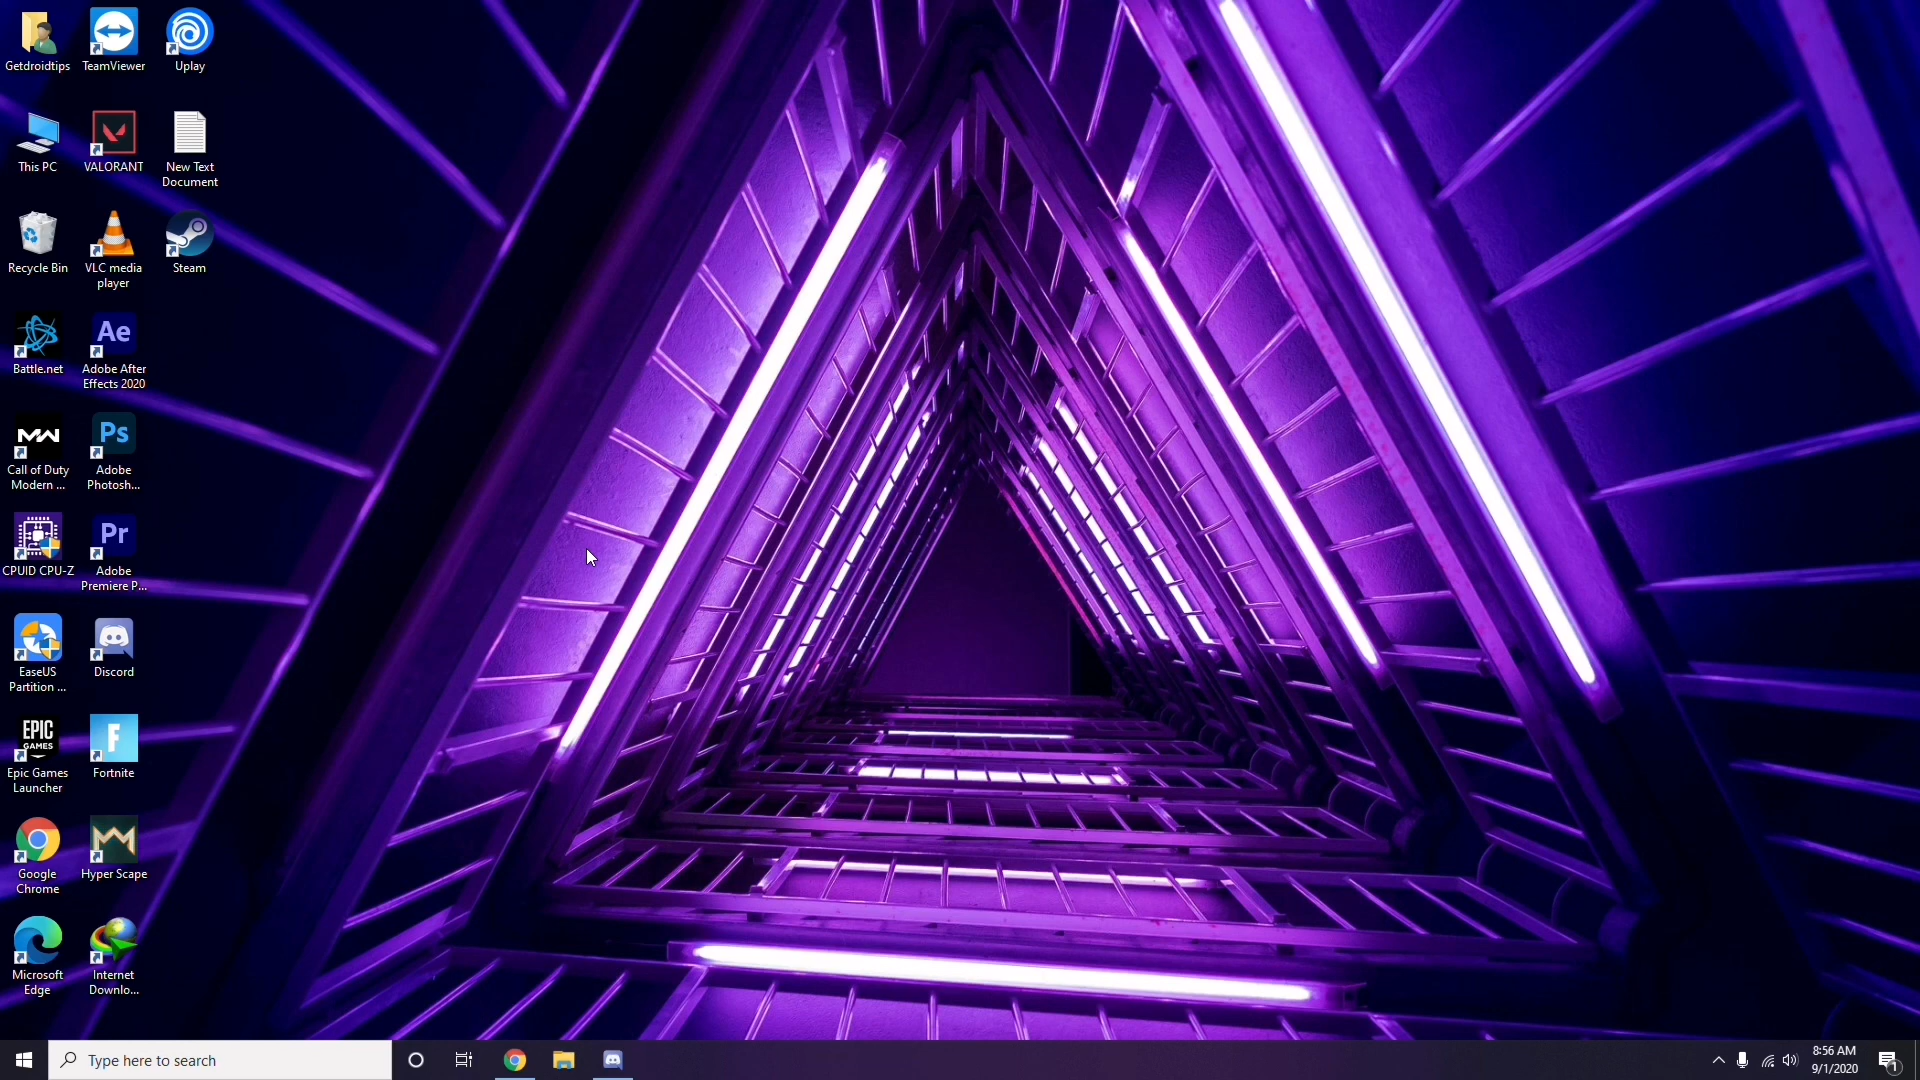 Getdroidtips
TeamViewer
Uplay
This PC
VALORANT
New Text
Document
Recycle Bin
VLC media
player
Steam
Battle.net
Ae
Adobe After
Effects 2020
MW
Call of Duty
Modern ...
Ps
Adobe
Photosh...
CPUID CPU-Z
Pr
Adobe
Premiere P...
EaseUS
Partition ...
Discord
EPIC
GAMES
Epic Games
Launcher
F
Fortnite
Google
Chrome
Hyper Scape
Microsoft
Edge
Internet
Downlo...
Type here to search
8:56 AM
9/1/2020
1